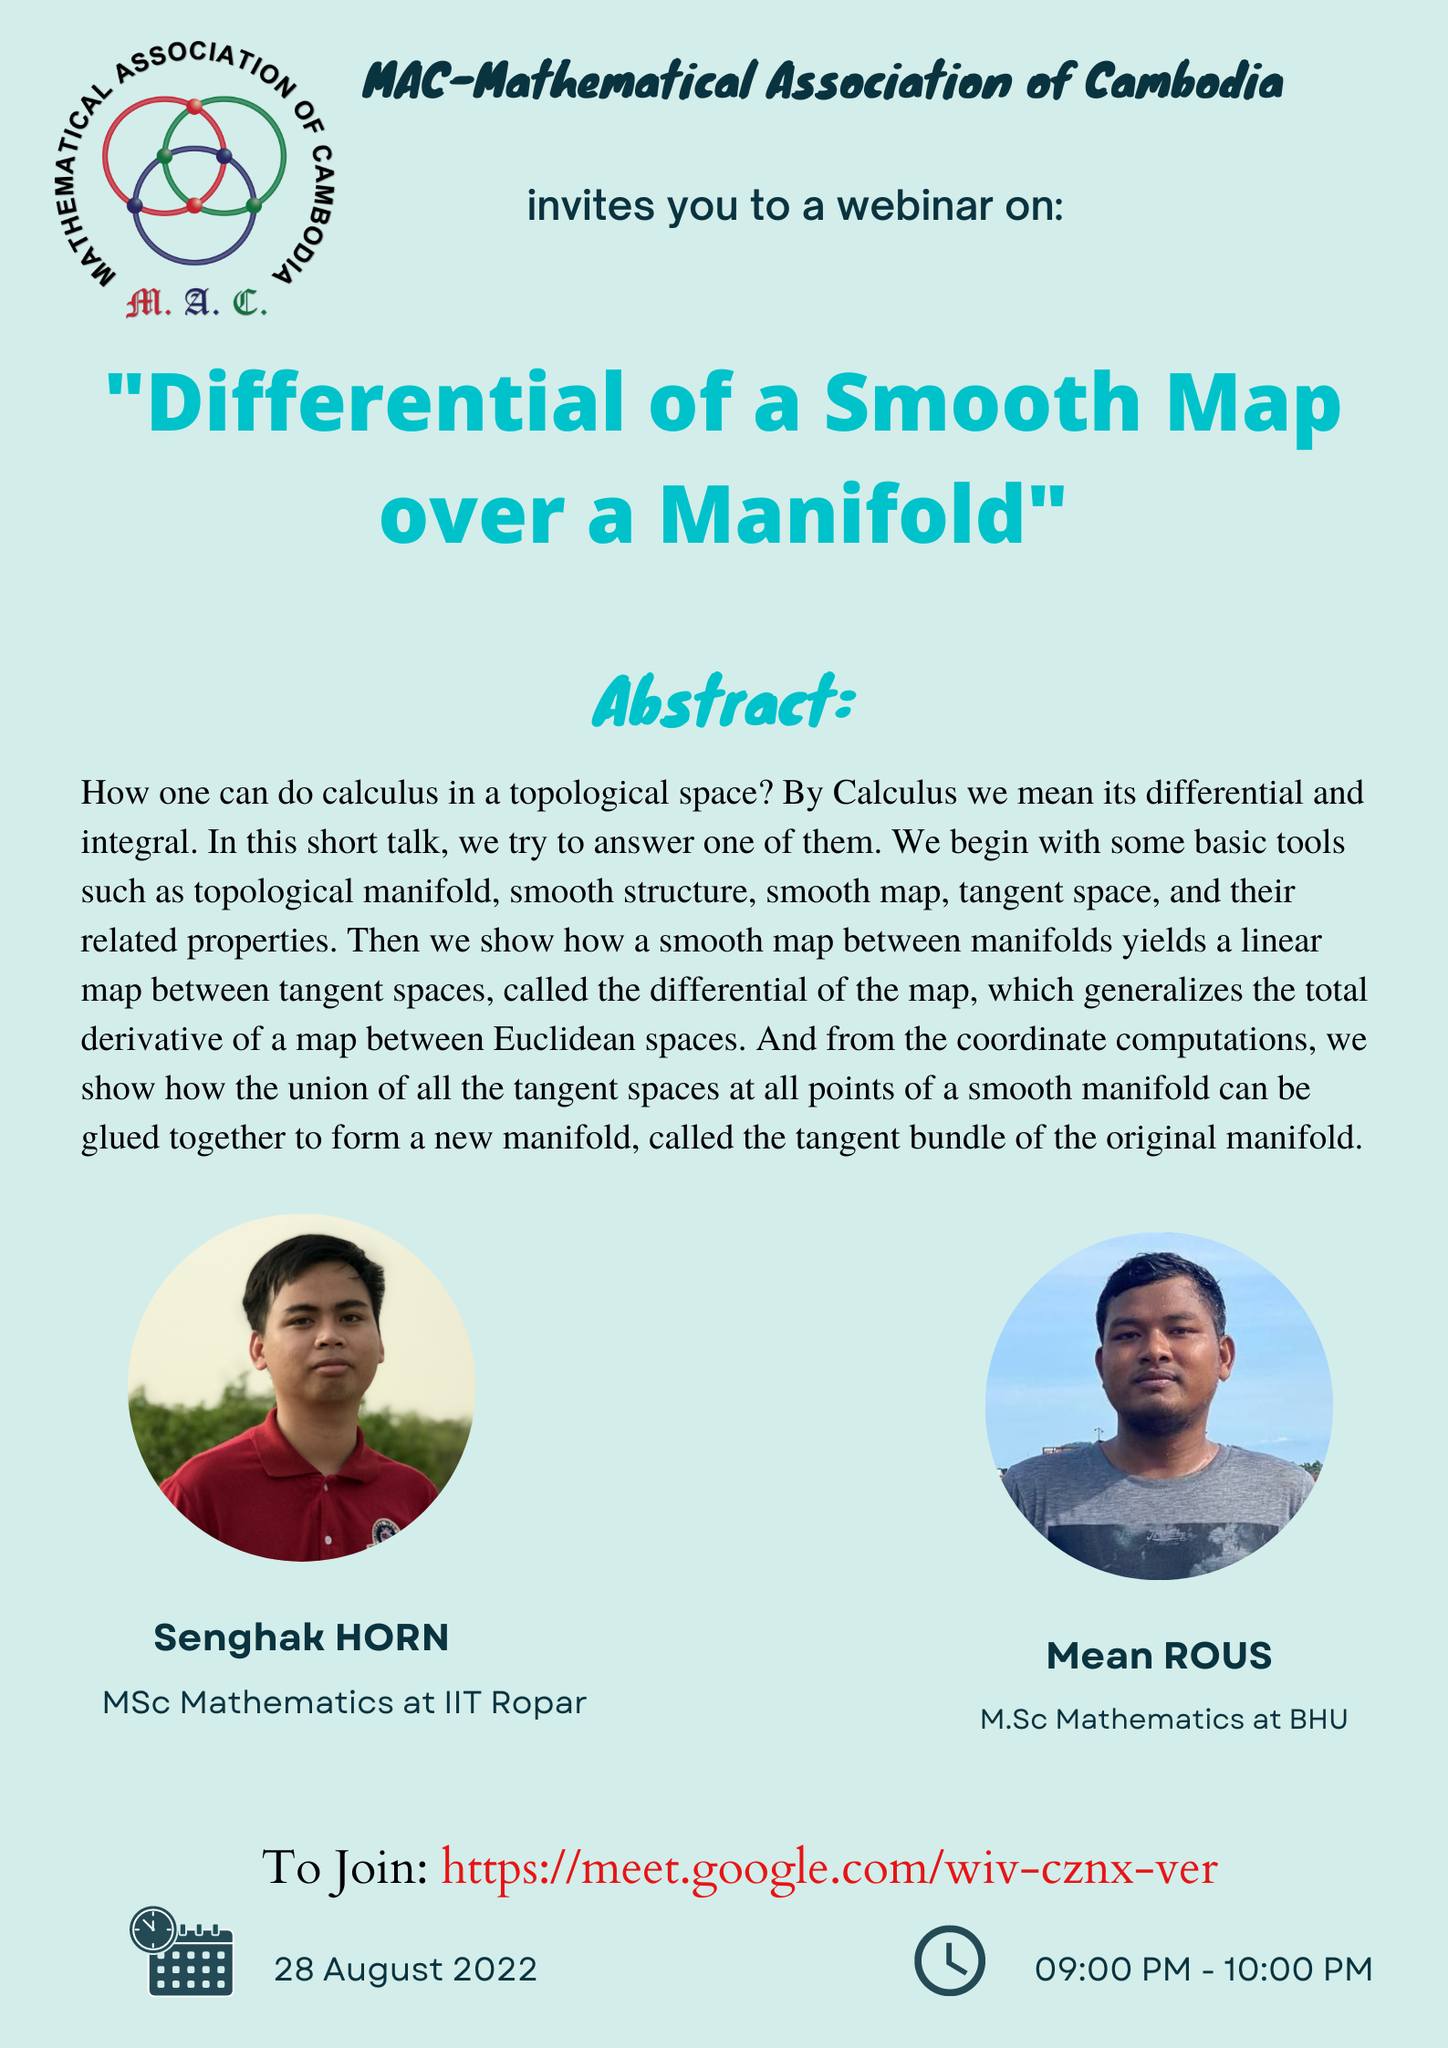 MATHEMATICAL ASSOCIATION OF CAMBODIA
M. A. C.
MAC-Mathematical Association of Cambodia
invites you to a webinar on:
"Differential of a Smooth Map
over a Manifold"
Abstract:
How one can do calculus in a topological space? By Calculus we mean its differential and
integral. In this short talk, we try to answer one of them. We begin with some basic tools
such as topological manifold, smooth structure, smooth map, tangent space, and their
related properties. Then we show how a smooth map between manifolds yields a linear
map between tangent spaces, called the differential of the map, which generalizes the total
derivative of a map between Euclidean spaces. And from the coordinate computations, we
show how the union of all the tangent spaces at all points of a smooth manifold can be
glued together to form a new manifold, called the tangent bundle of the original manifold.
Senghak HORN
MSc Mathematics at IIT Ropar
Mean ROUS
M.Sc Mathematics at BHU
To Join: https://meet.google.com/wiv-cznx-ver
28 August 2022
09:00 PM - 10:00 PM